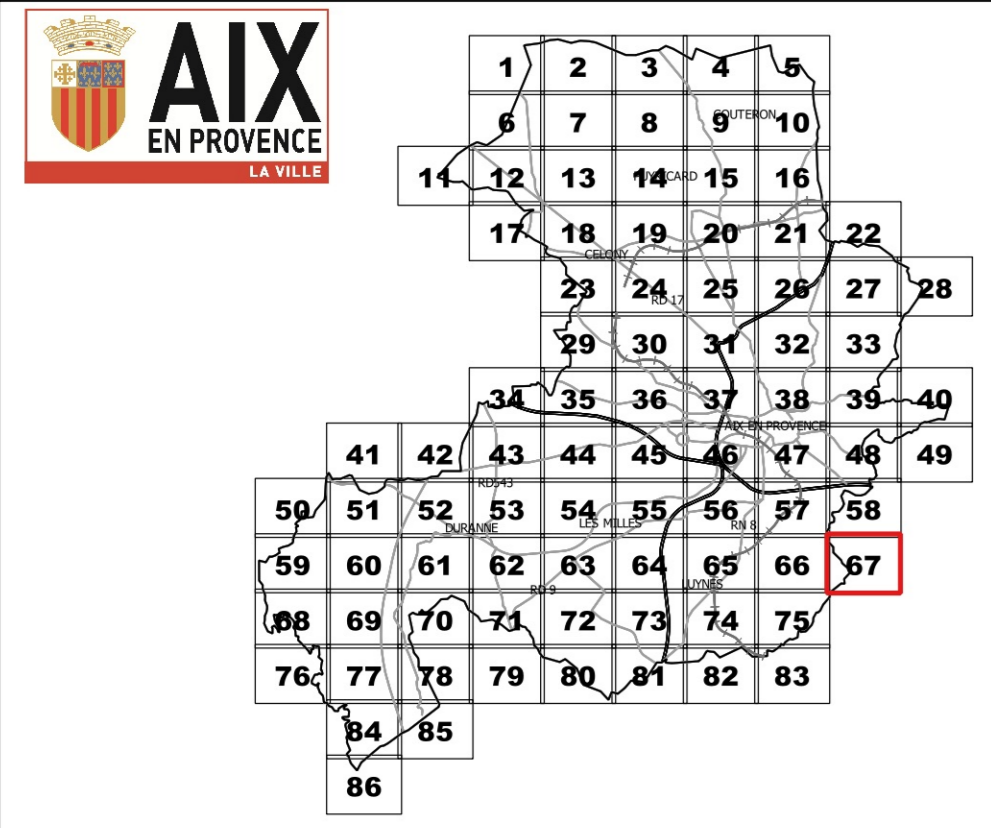 AIX
EN PROVENCE
LA VILLE
1 2 3 4 5
COUTERON
6 7 8 9 10
11 12 13 14 15 16
PUYRICARD
17 18 19 20 21 22
CELONY
23 24 25 26 27 28
RD 17
29 30 31 32 33
34 35 36 37 38 39 40
AIX EN PROVENCE
41 42 43 44 45 46 47 48 49
RD543
50 51 52 53 54 55 56 57 58
DURANNE LES MILLES RN 8
59 60 61 62 63 64 65 66 67
RD 9 LUYNES
68 69 70 71 72 73 74 75
76 77 78 79 80 81 82 83
84 85
86